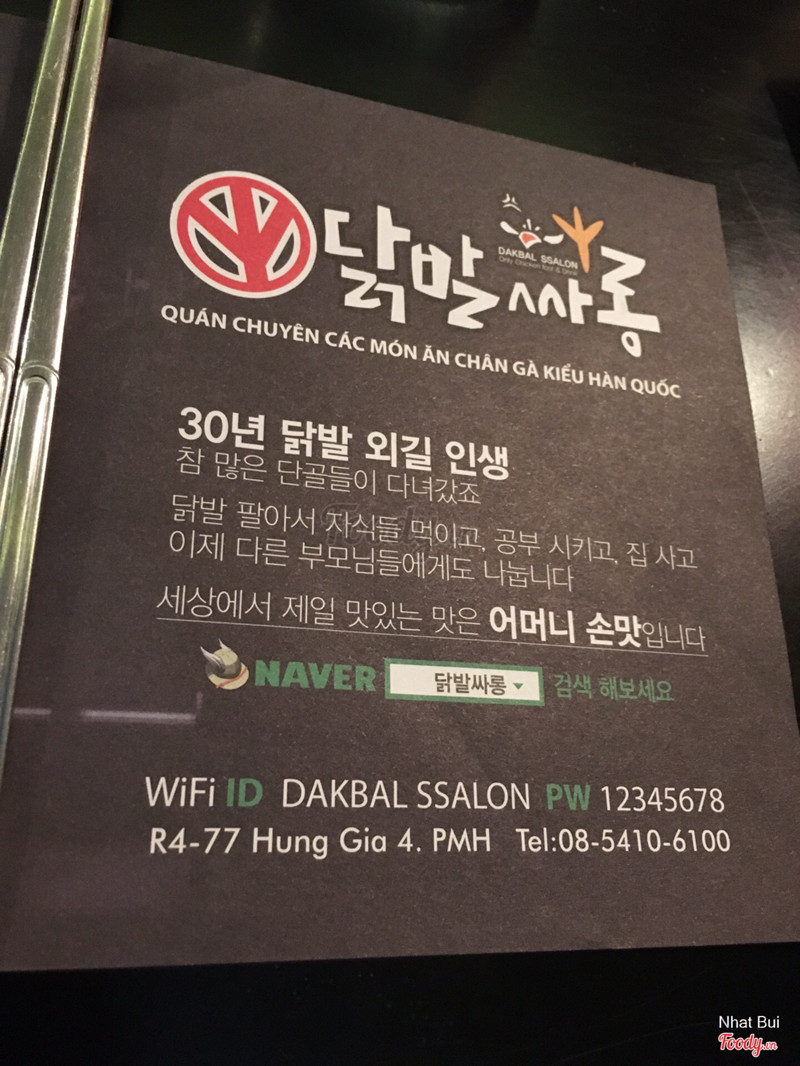 닭발싸롱
DAKBAL SSALON
Only Chicken foot & Drink
QUÁN CHUYÊN CÁC MÓN ĂN CHÂN GÀ KIỂU HÀN QUỐC
30년 닭발 외길 인생
참 많은 단골들이 다녀갔죠
닭발 팔아서 자식들 먹이고, 공부 시키고, 집 사고
이제 다른 부모님들에게도 나눕니다
세상에서 제일 맛있는 맛은 어머니 손맛입니다
NAVER 닭발싸롱 검색 해보세요
WiFi ID DAKBAL SSALON PW 12345678
R4-77 Hung Gia 4. PMH Tel:08-5410-6100
Nhat Bui
Foody.vn